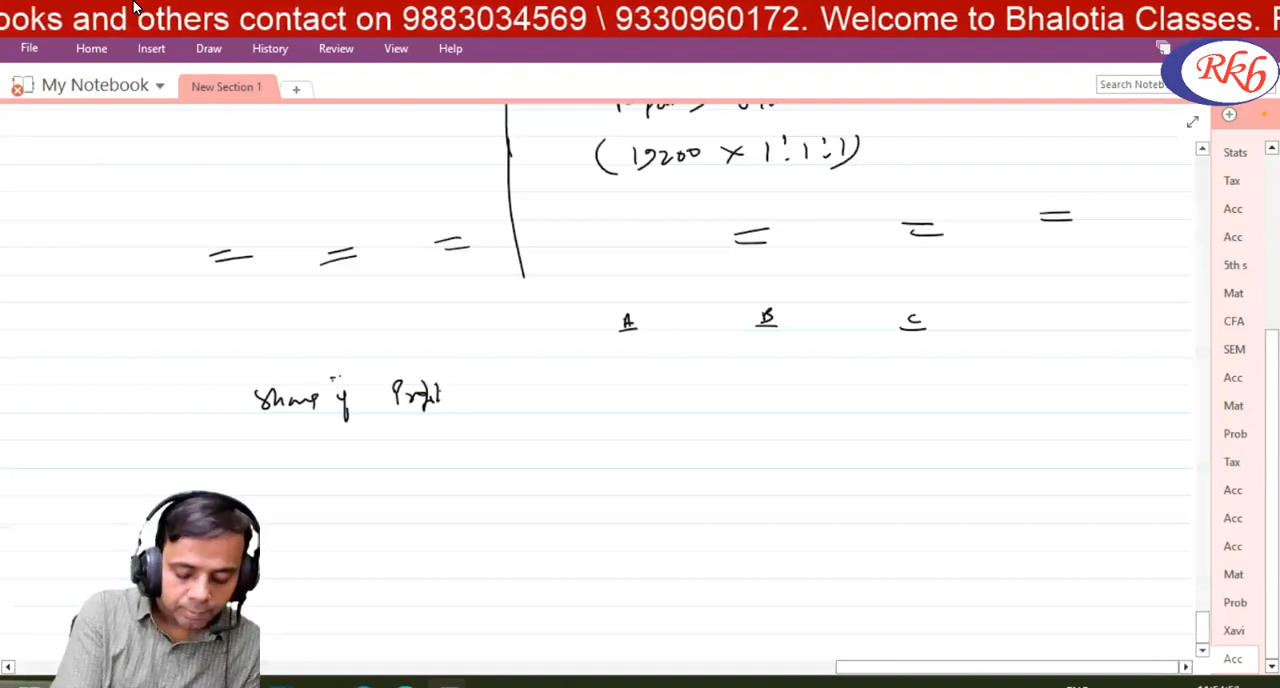 ooks and others contact on 9883034569 \ 9330960172. Welcome to Bhalotia Classes. F
File Home Insert Draw History Review View Help
Rkb
My Notebook New Section 1 + Search Noteb
(19200 × 1:1:1)
Stats
Tax
Acc
Acc
5th s
Mat
CFA
SEM
Acc
Mat
Prob
Tax
Acc
Acc
Acc
Mat
Prob
Xavi
Acc
A B C
Share of Profit